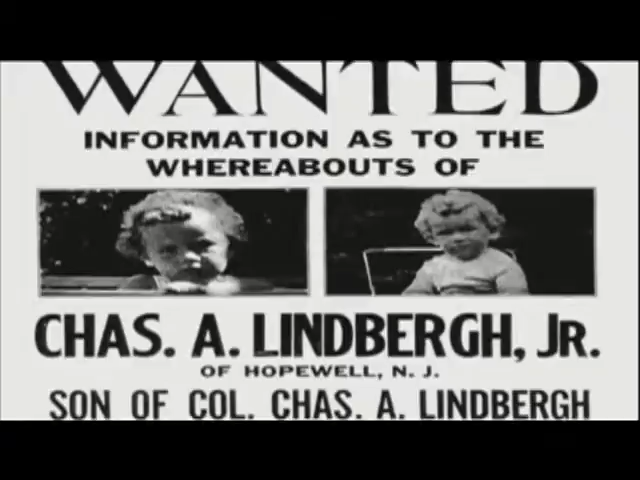 WANTED
INFORMATION AS TO THE
WHEREABOUTS OF
CHAS. A. LINDBERGH, JR.
OF HOPEWELL, N. J.
SON OF COL. CHAS. A. LINDBERGH